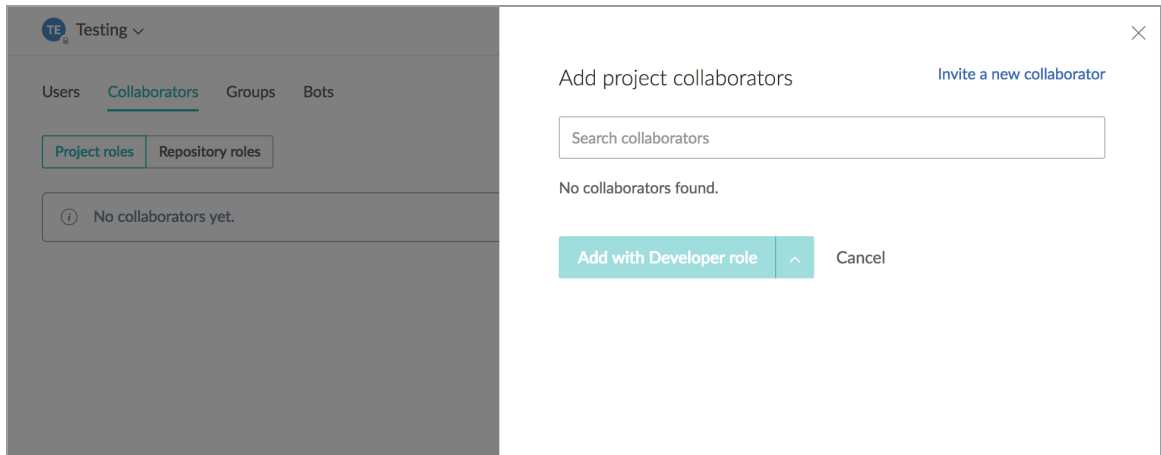 TE Testing
Users Collaborators Groups Bots
Project roles Repository roles
i No collaborators yet.
Add project collaborators Invite a new collaborator
Search collaborators
No collaborators found.
Add with Developer role Cancel